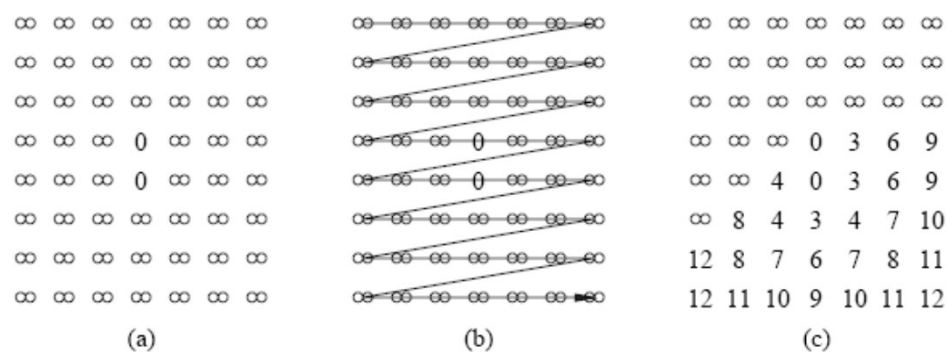 ∞ ∞ ∞ ∞ ∞ ∞ ∞ ∞ ∞ ∞ ∞ ∞ ∞ ∞ ∞ ∞ ∞ ∞ ∞ ∞ ∞
∞ ∞ ∞ ∞ ∞ ∞ ∞ ∞ ∞ ∞ ∞ ∞ ∞ ∞ ∞ ∞ ∞ ∞ ∞ ∞ ∞
∞ ∞ ∞ ∞ ∞ ∞ ∞ ∞ ∞ ∞ ∞ ∞ ∞ ∞ ∞ ∞ ∞ ∞ ∞ ∞ ∞
∞ ∞ ∞ 0 ∞ ∞ ∞ ∞ ∞ ∞ 0 ∞ ∞ ∞ ∞ ∞ ∞ 0 3 6 9
∞ ∞ ∞ 0 ∞ ∞ ∞ ∞ ∞ ∞ 0 ∞ ∞ ∞ ∞ ∞ 4 0 3 6 9
∞ ∞ ∞ ∞ ∞ ∞ ∞ ∞ ∞ ∞ ∞ ∞ ∞ ∞ ∞ 8 4 3 4 7 10
∞ ∞ ∞ ∞ ∞ ∞ ∞ ∞ ∞ ∞ ∞ ∞ ∞ ∞ 12 8 7 6 7 8 11
∞ ∞ ∞ ∞ ∞ ∞ ∞ ∞ ∞ ∞ ∞ ∞ ∞ ∞ 12 11 10 9 10 11 12
(a) (b) (c)